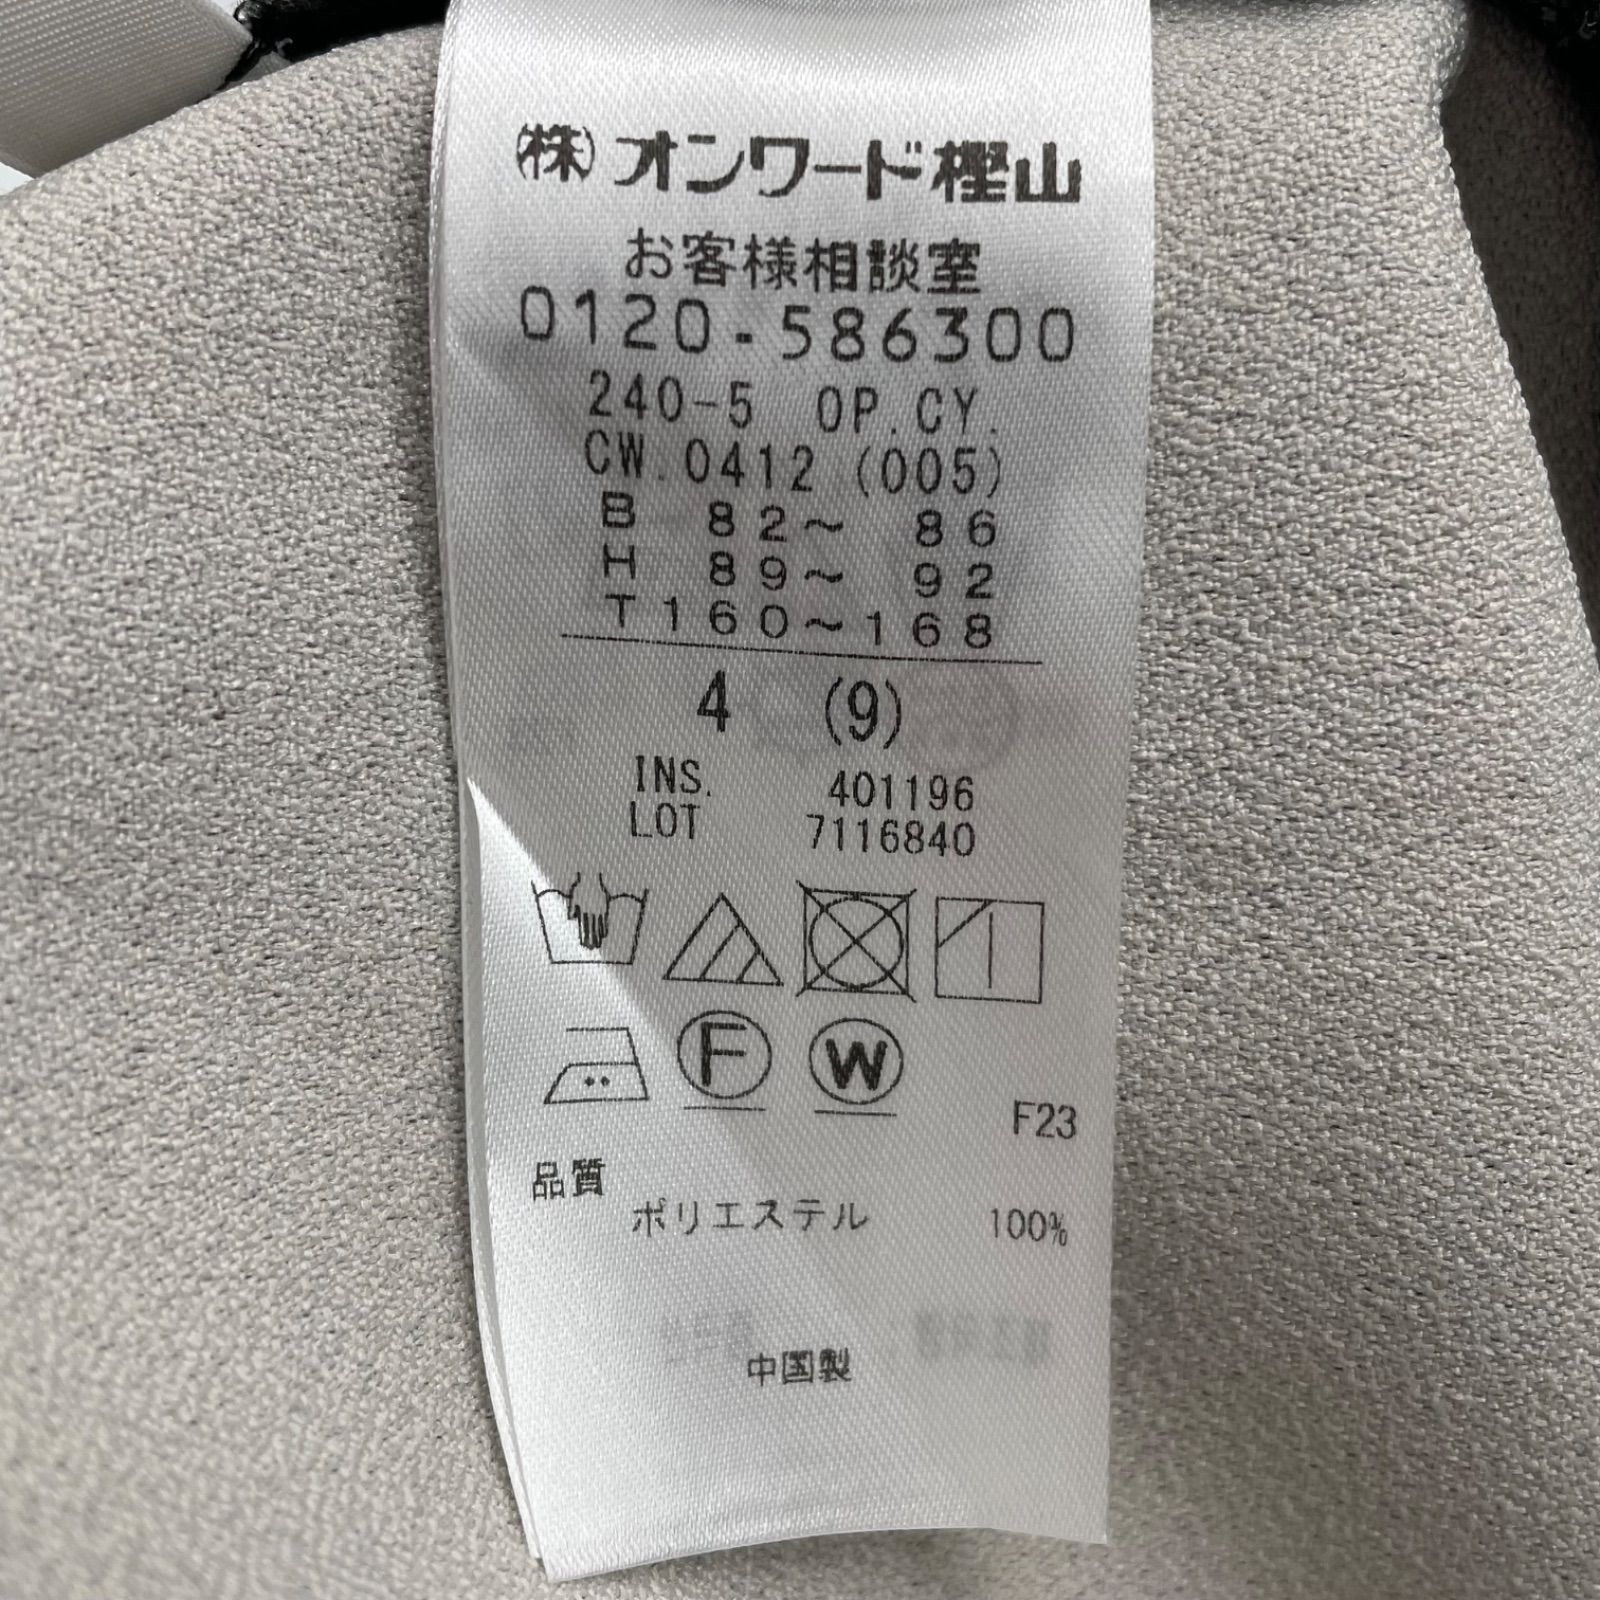 (株)オンワード樫山
お客様相談室
0120-586300
240-5 OP.CY.
CW.0412 (005)
B 82~ 86
H 89~ 92
T160~168
4 (9)
INS. 401196
LOT 7116840
F W
F23
品質
ポリエステル 100%
中国製